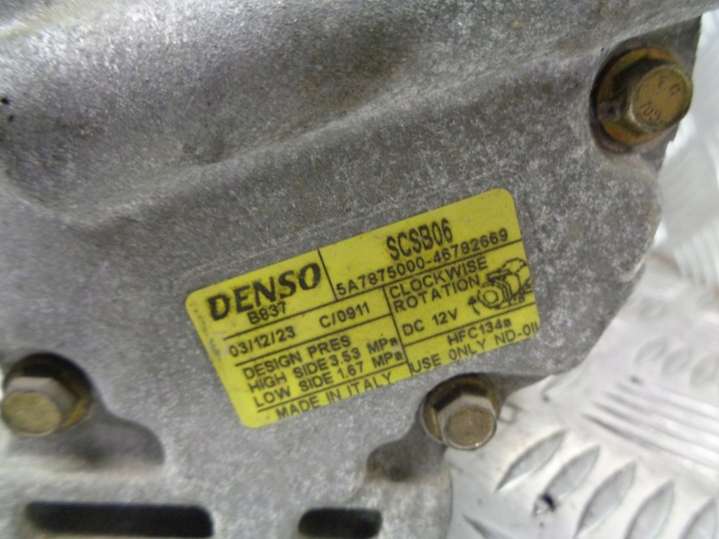 DENSO
B837
SCSB06
5A7875000-46792669
03/12/23 C/0911
CLOCKWISE
ROTATION
DC 12V
DESIGN PRES
HIGH SIDE 3.53 MPa
LOW SIDE 1.67 MPa
HFC134a
USE ONLY ND-OIL
MADE IN ITALY